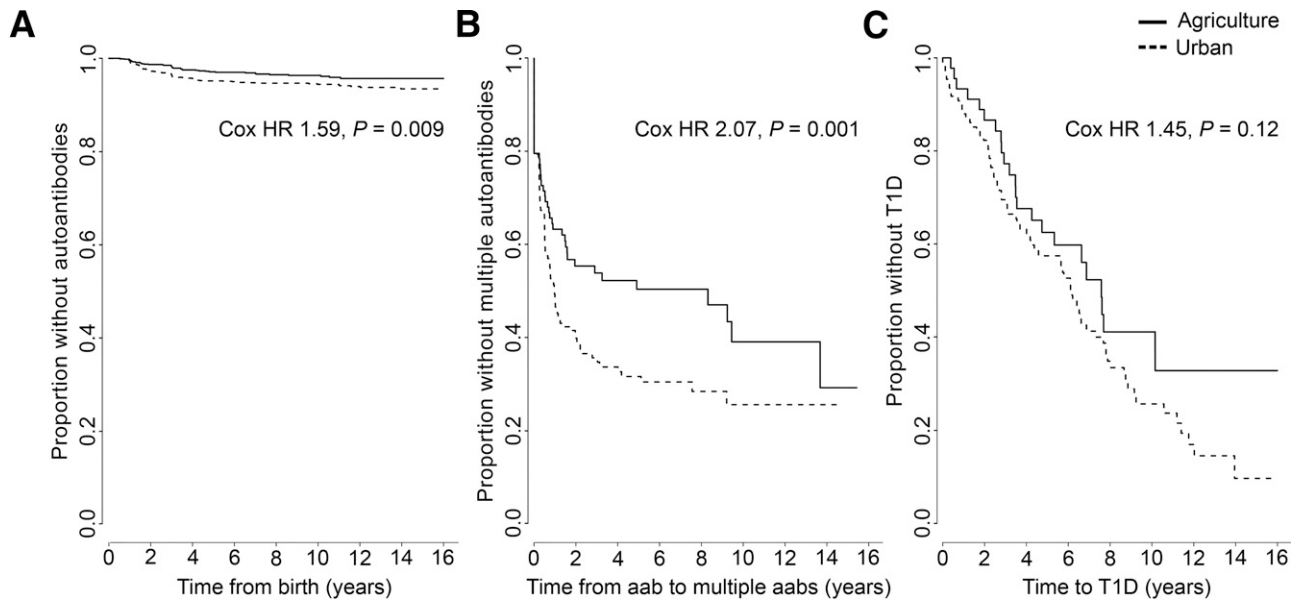 A
Proportion without autoantibodies
1.0
0.8
0.6
0.4
0.2
0.0
Cox HR 1.59, P = 0.009
0 2 4 6 8 10 12 14 16
Time from birth (years)
B
Proportion without multiple autoantibodies
1.0
0.8
0.6
0.4
0.2
0.0
Cox HR 2.07, P = 0.001
0 2 4 6 8 10 12 14 16
Time from aab to multiple aabs (years)
C
Agriculture
Urban
Proportion without T1D
1.0
0.8
0.6
0.4
0.2
0.0
Cox HR 1.45, P = 0.12
0 2 4 6 8 10 12 14 16
Time to T1D (years)